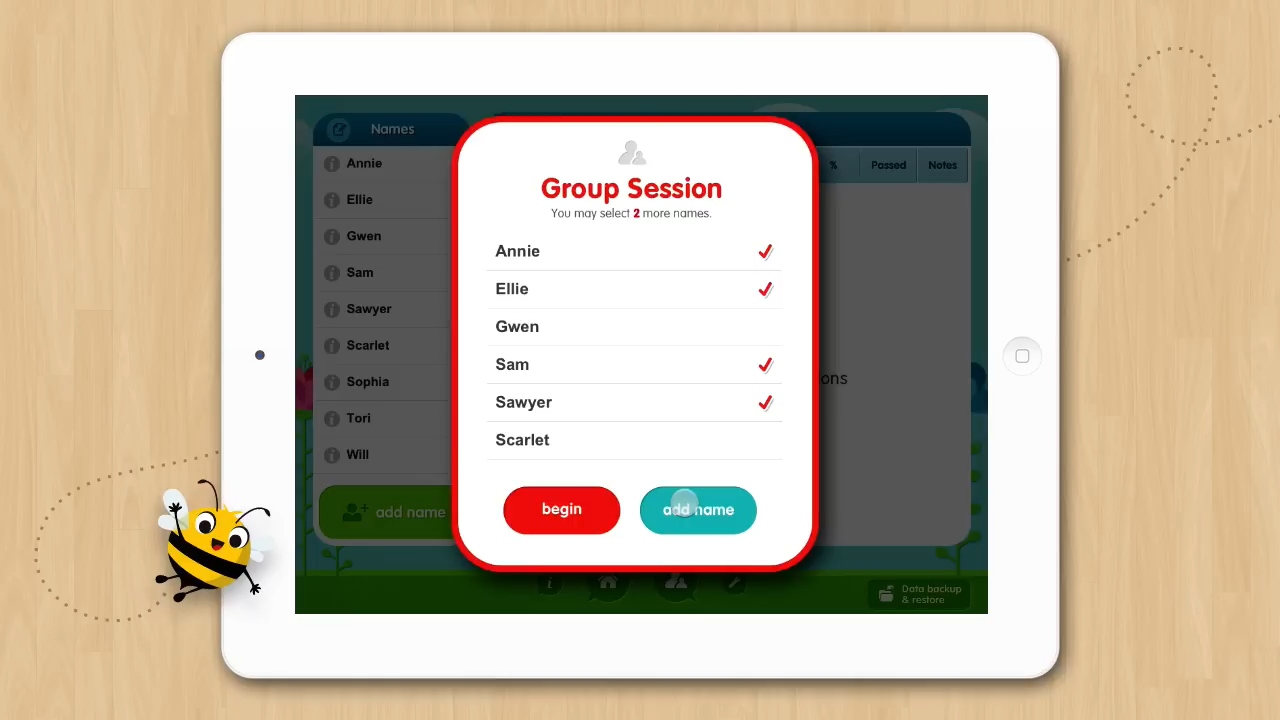 Names
%
Passed
Notes
Annie
Ellie
Gwen
Sam
Sawyer
Scarlet
Sophia
Tori
Will
add name
Group Session
You may select 2 more names.
Annie
Ellie
Gwen
Sam
Sawyer
Scarlet
begin
add name
Data backup
& restore